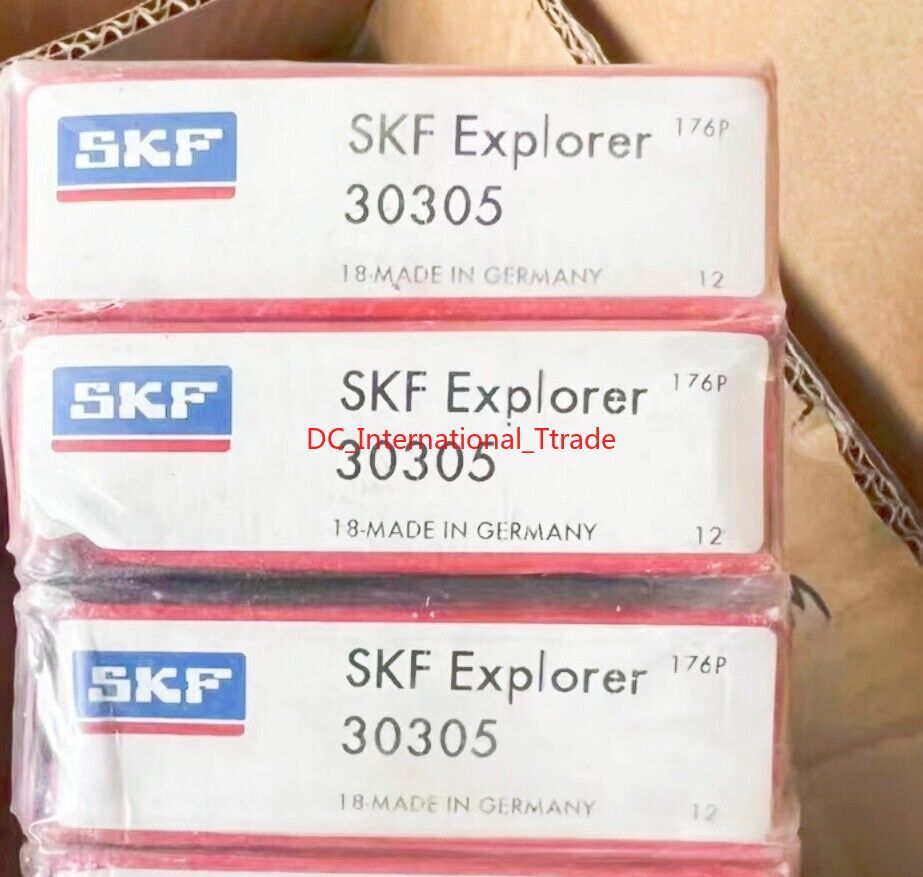 SKF
SKF Explorer 176P
30305
18-MADE IN GERMANY 12
SKF
SKF Explorer 176P
DC_International_Ttrade
30305
18-MADE IN GERMANY 12
SKF
SKF Explorer 176P
30305
18-MADE IN GERMANY 12